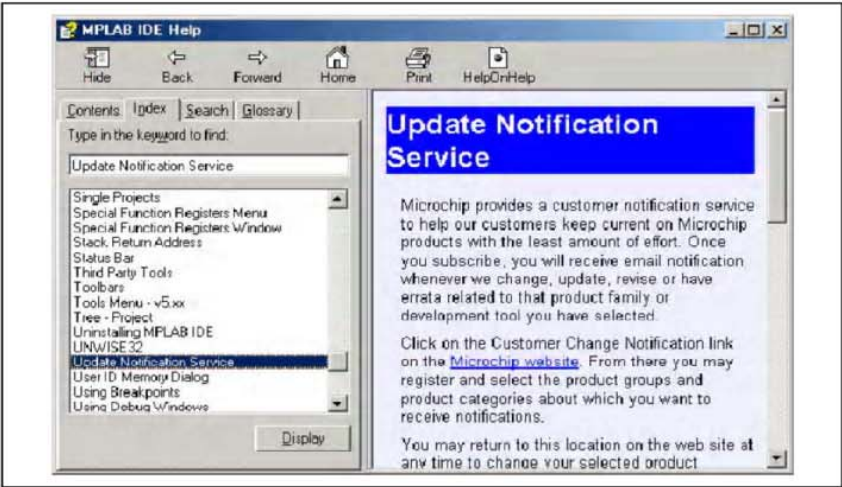 MPLAB IDE Help
Hide Back Forward Home Print HelpOnHelp
Contents Index Search Glossary
Type in the keyword to find:
Update Notification Service
Single Projects
Special Function Registers Menu
Special Function Registers Window
Stack Return Address
Status Bar
Third Party Tools
Toolbars
Tools Menu - v5.xx
Tree - Project
Uninstalling MPLAB IDE
UNWISE32
Update Notification Service
User ID Memory Dialog
Using Breakpoints
Using Debug Windows
Display
Update Notification
Service
Microchip provides a customer notification service
to help our customers keep current on Microchip
products with the least amount of effort. Once
you subscribe, you will receive email notification
whenever we change, update, revise or have
errata related to that product family or
development tool you have selected.
Click on the Customer Change Notification link
on the Microchip website. From there you may
register and select the product groups and
product categories about which you want to
receive notifications.
You may return to this location on the web site at
any time to change your selected product